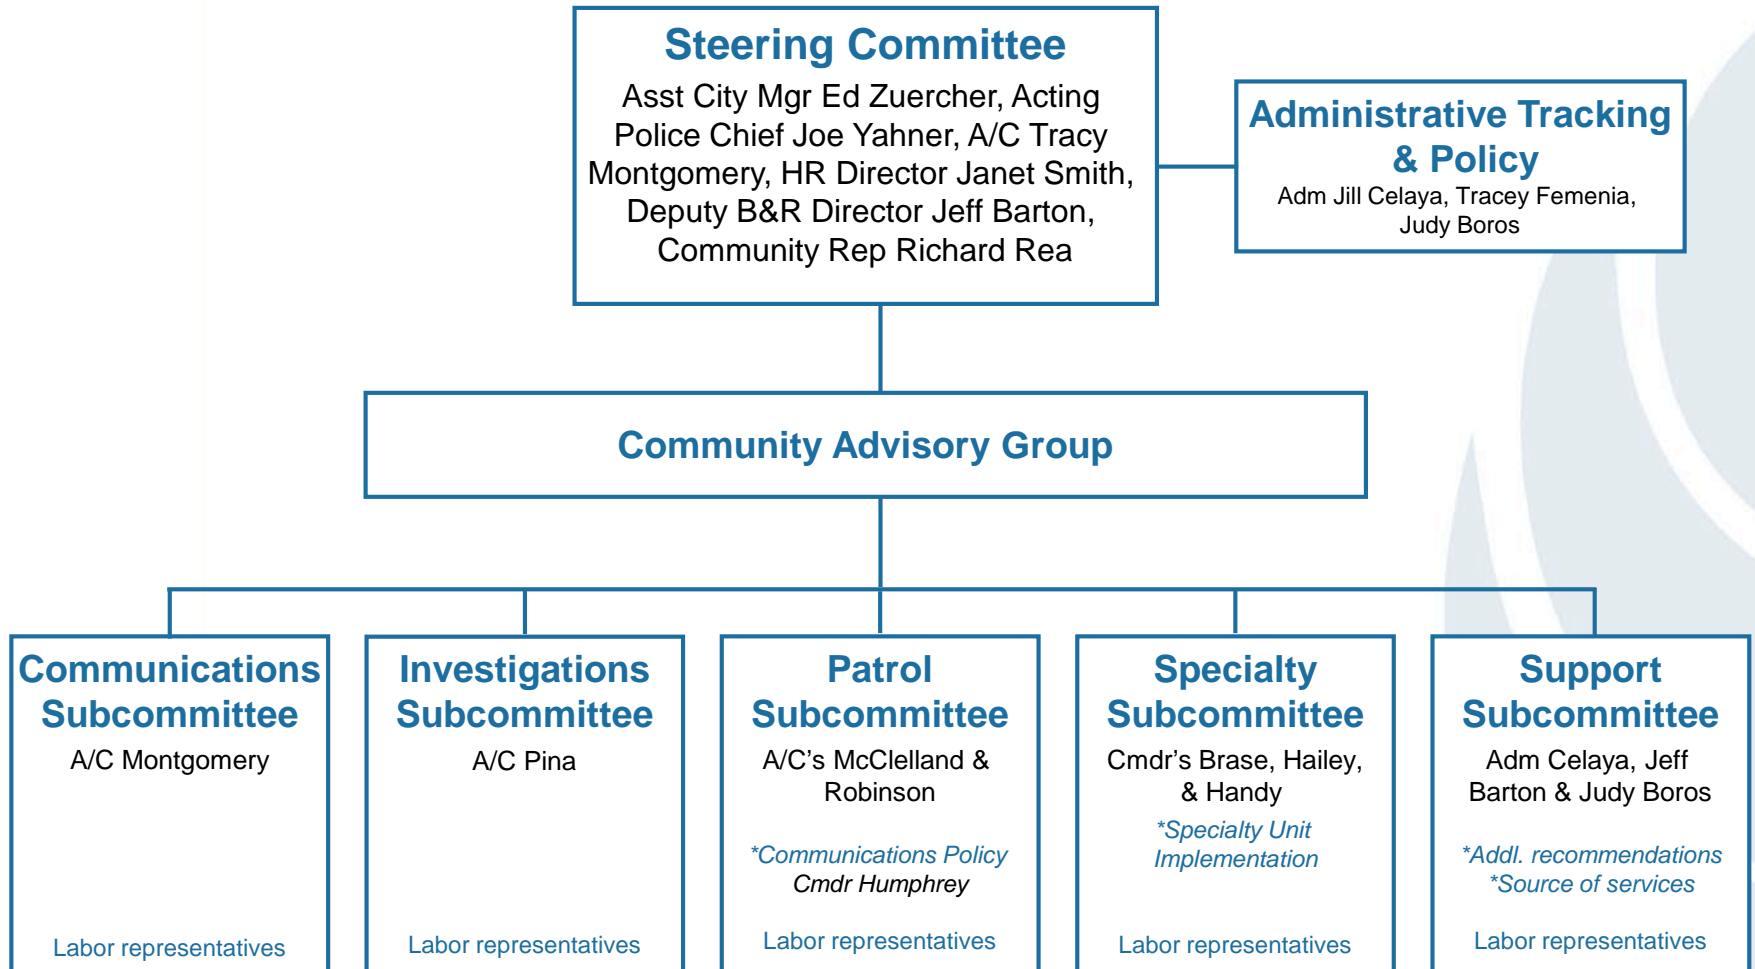 Steering Committee
Asst City Mgr Ed Zuercher, Acting
Police Chief Joe Yahner, A/C Tracy
Montgomery, HR Director Janet Smith,
Deputy B&R Director Jeff Barton,
Community Rep Richard Rea
Administrative Tracking
& Policy
Adm Jill Celaya, Tracey Femenia,
Judy Boros
Community Advisory Group
Communications
Subcommittee
A/C Montgomery
Labor representatives
Investigations
Subcommittee
A/C Pina
Labor representatives
Patrol
Subcommittee
A/C’s McClelland &
Robinson
*Communications Policy
Cmdr Humphrey
Labor representatives
Specialty
Subcommittee
Cmdr’s Brase, Hailey,
& Handy
*Specialty Unit
Implementation
Labor representatives
Support
Subcommittee
Adm Celaya, Jeff
Barton & Judy Boros
*Addl. recommendations
*Source of services
Labor representatives